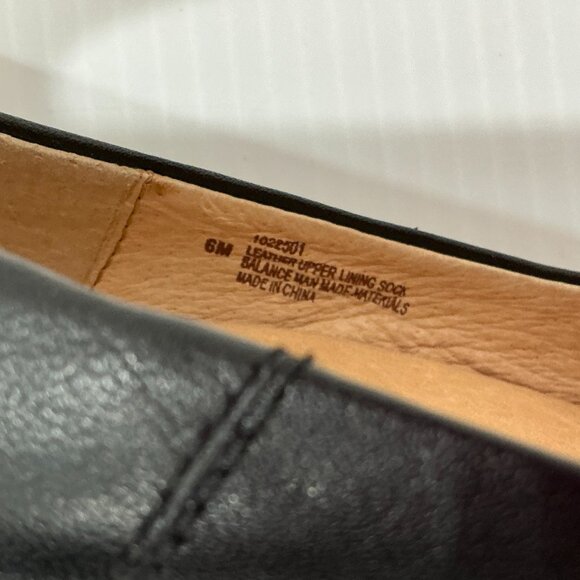 1022501
6M LEATHER UPPER LINING SOCK
BALANCE MAN MADE MATERIALS
MADE IN CHINA